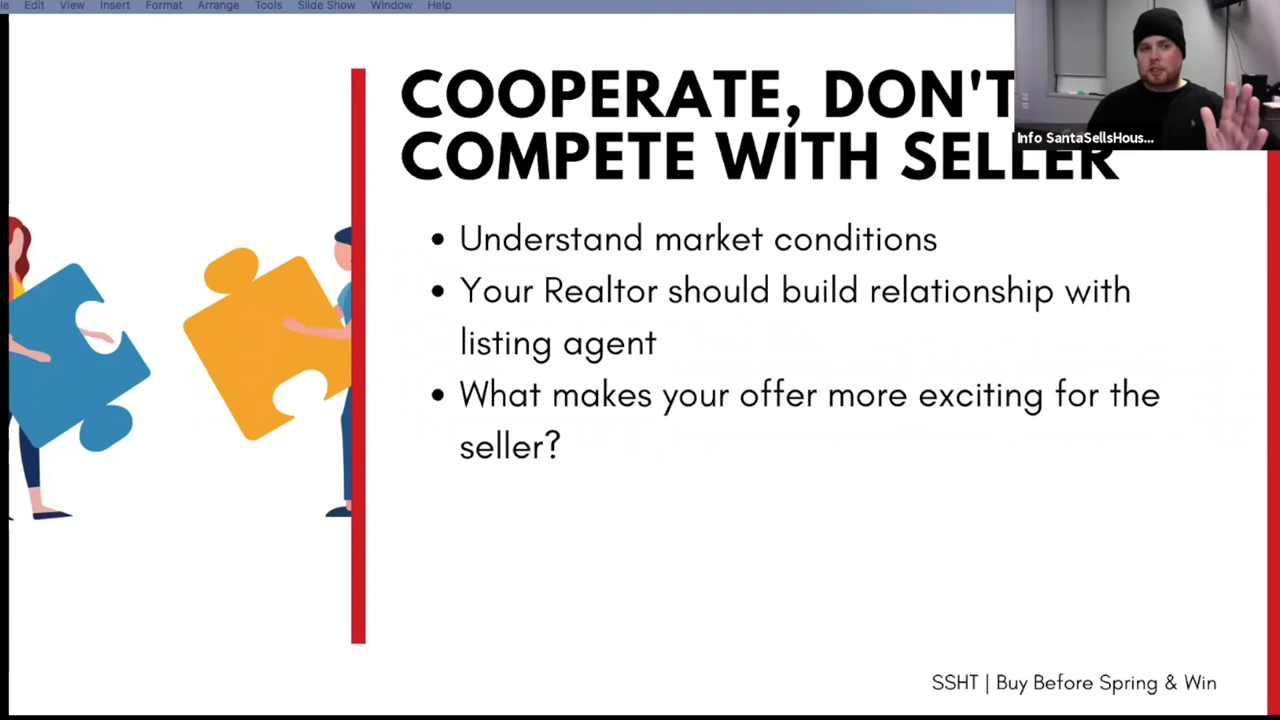 le Edit View Insert Format Arrange Tools Slide Show Window Help
COOPERATE, DON'T
COMPETE WITH SELLER
Info SantaSellsHous...
• Understand market conditions
• Your Realtor should build relationship with
listing agent
• What makes your offer more exciting for the
seller?
SSHT | Buy Before Spring & Win